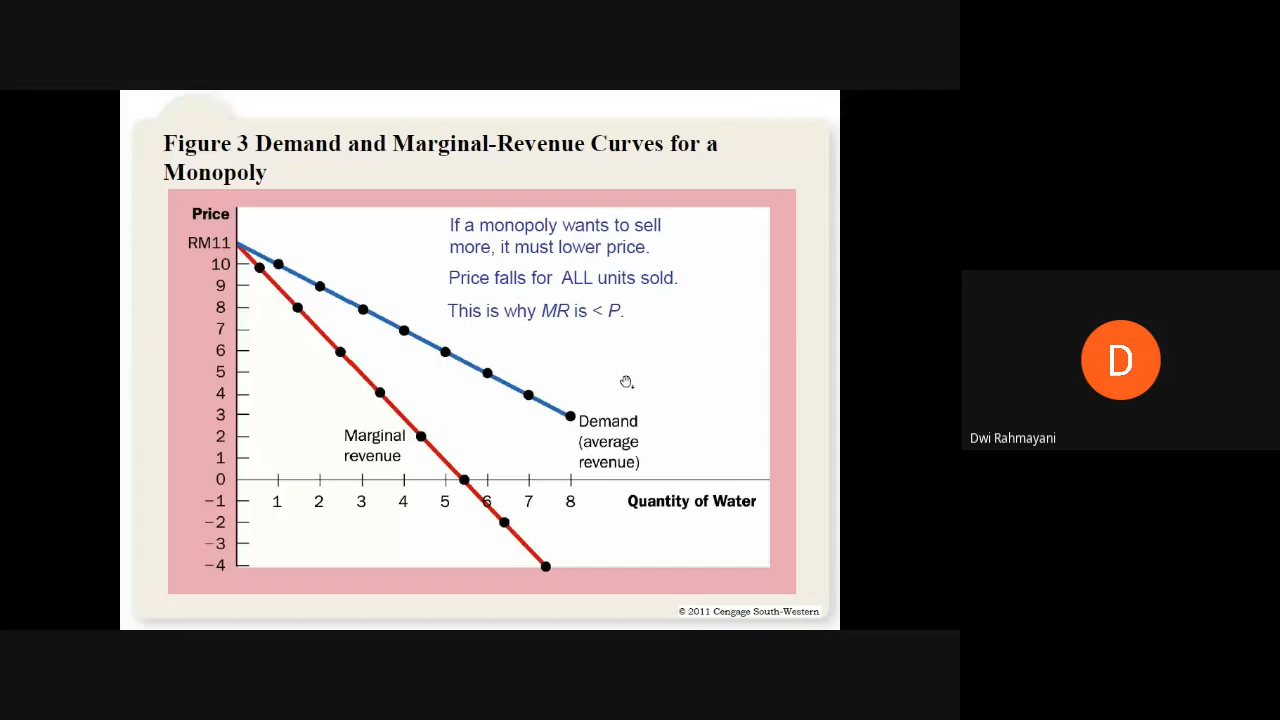 Figure 3 Demand and Marginal-Revenue Curves for a
Monopoly
Price
RM11
10
9
8
7
6
5
4
3
2
1
0
−1
−2
−3
−4
If a monopoly wants to sell
more, it must lower price.
Price falls for ALL units sold.
This is why MR is < P.
Marginal
revenue
Demand
(average
revenue)
1 2 3 4 5 6 7 8
Quantity of Water
© 2011 Cengage South-Western
D
Dwi Rahmayani